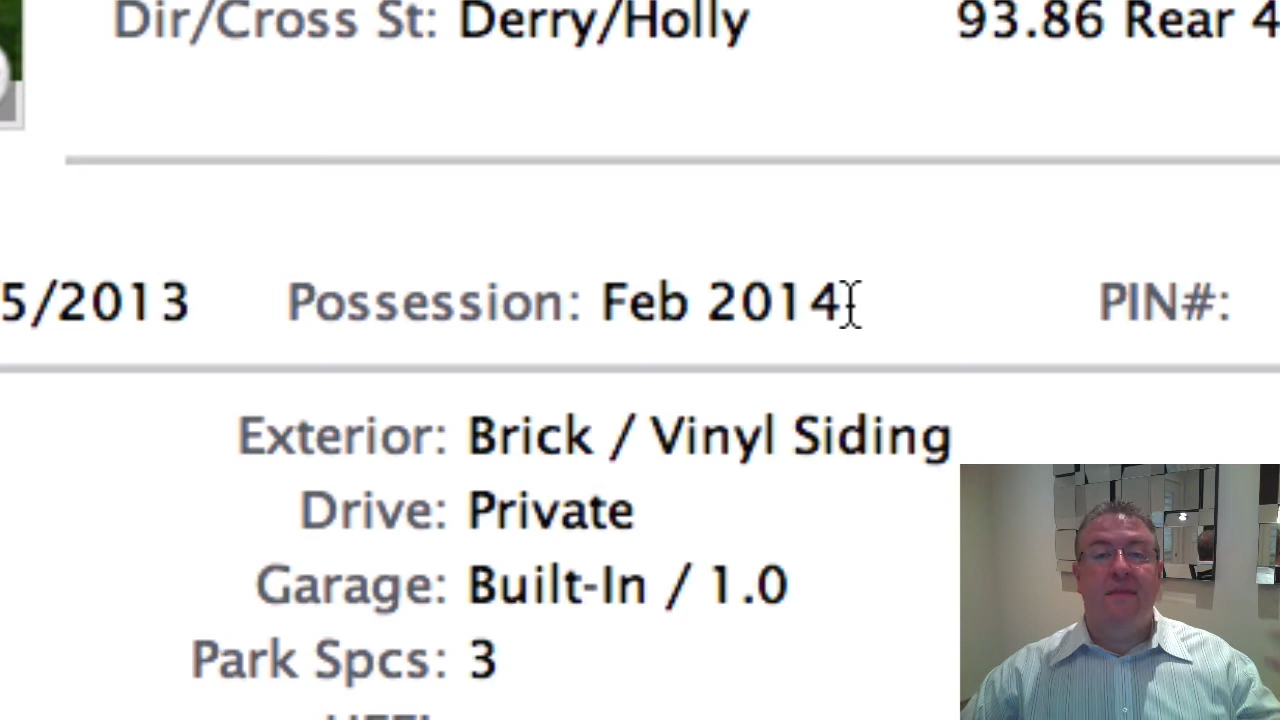 Dir/Cross St: Derry/Holly 93.86 Rear 4
5/2013 Possession: Feb 2014 PIN#:
Exterior: Brick / Vinyl Siding
Drive: Private
Garage: Built-In / 1.0
Park Spcs: 3